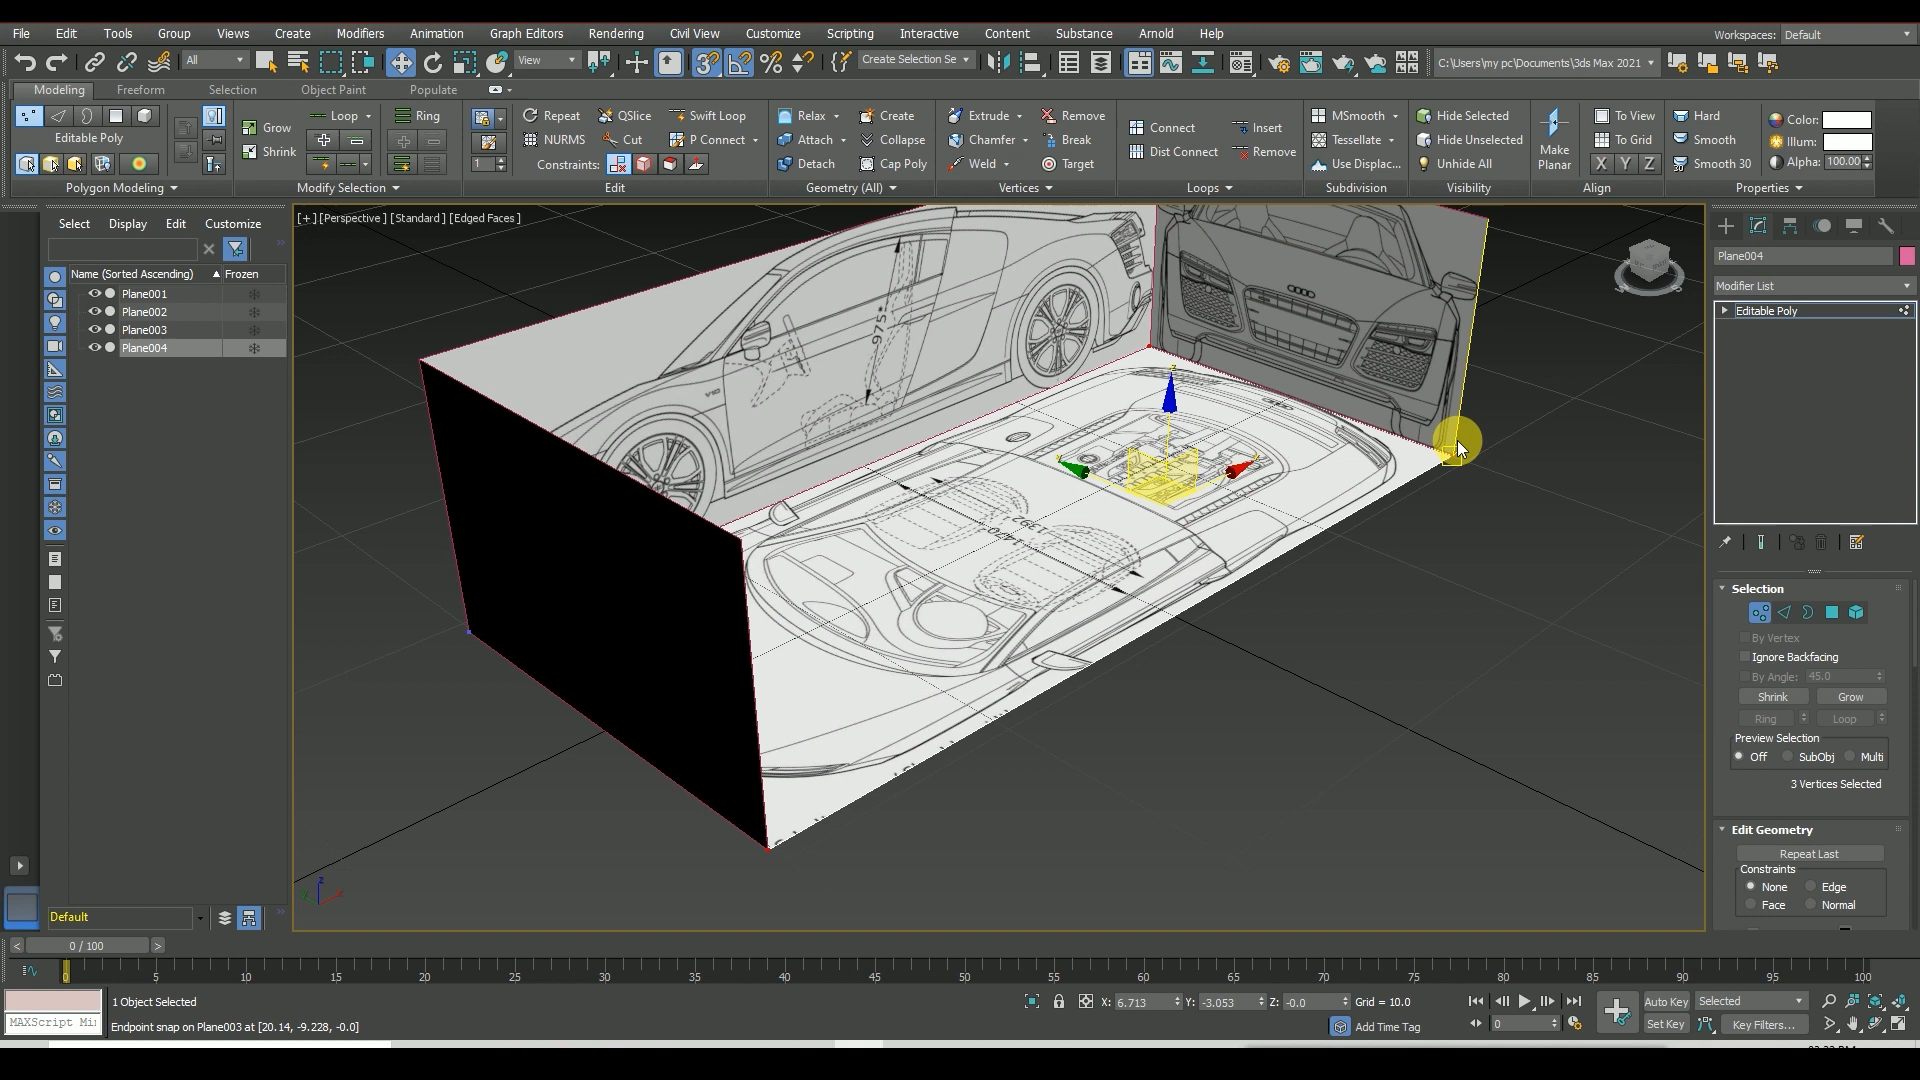 File Edit Tools Group Views Create Modifiers Animation Graph Editors Rendering Civil View Customize Scripting Interactive Content Substance Arnold Help Workspaces: Default
All View Create Selection Se C:\Users\my pc\Documents\3ds Max 2021
Modeling Freeform Selection Object Paint Populate
Grow Loop Ring Repeat QSlice Swift Loop Relax Create Extrude Remove Connect Insert MSmooth Hide Selected To View Hard Color:
Editable Poly Shrink NURMS Cut P Connect Attach Collapse Chamfer Break Dist Connect Remove Tessellate Hide Unselected Make Planar To Grid Smooth Illum:
1 Constraints: Detach Cap Poly Weld Target Use Displac... Unhide All X Y Z Smooth 30 Alpha: 100.00
Polygon Modeling Modify Selection Edit Geometry (All) Vertices Loops Subdivision Visibility Align Properties
Select Display Edit Customize
[+] [Perspective ] [Standard ] [Edged Faces ]
Name (Sorted Ascending) Frozen
Plane001
Plane002
Plane003
Plane004
975
Plane004
Modifier List
Editable Poly
Selection
By Vertex
Ignore Backfacing
By Angle: 45.0
Shrink Grow
Ring Loop
Preview Selection
Off SubObj Multi
3 Vertices Selected
Edit Geometry
Repeat Last
Constraints
None Edge
Face Normal
Default
< 0 / 100 >
0 5 10 15 20 25 30 35 40 45 50 55 60 65 70 75 80 85 90 95 100
1 Object Selected X: 6.713 Y: -3.053 Z: -0.0 Grid = 10.0 Auto Key Selected
MAXScript Mi Endpoint snap on Plane003 at [20.14, -9.228, -0.0] Add Time Tag 0 Set Key Key Filters...